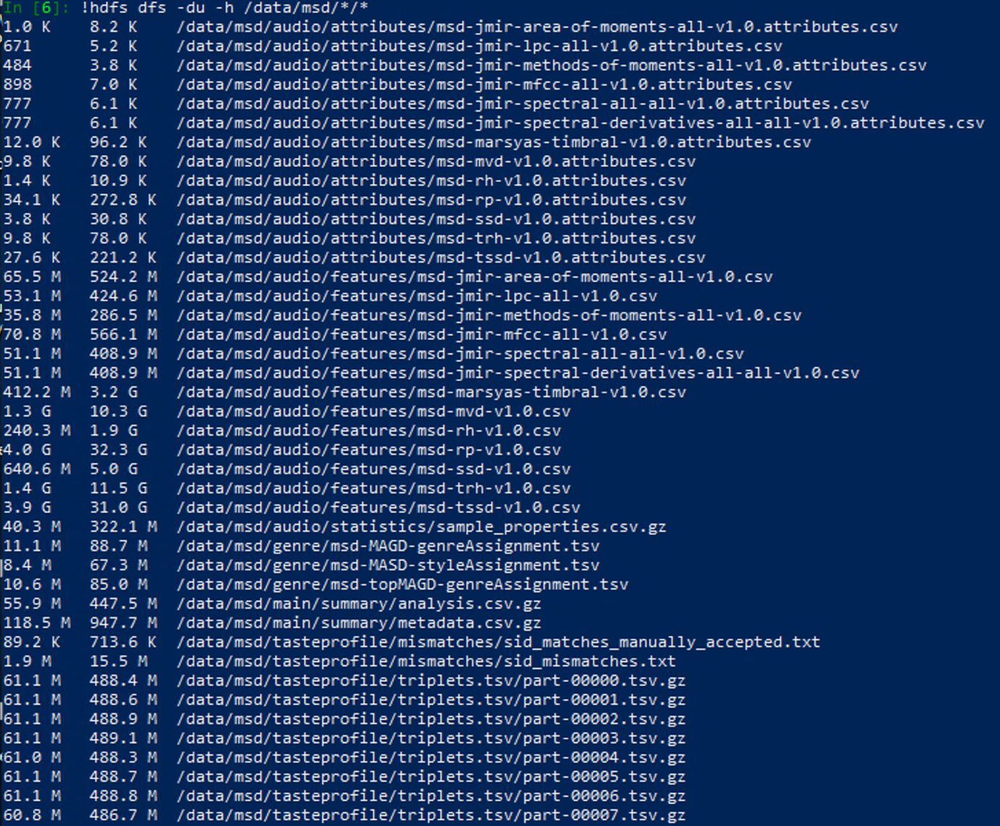 In [6]: !hdfs dfs -du -h /data/msd/*/*
1.0 K 8.2 K /data/msd/audio/attributes/msd-jmir-area-of-moments-all-v1.0.attributes.csv
671 5.2 K /data/msd/audio/attributes/msd-jmir-lpc-all-v1.0.attributes.csv
484 3.8 K /data/msd/audio/attributes/msd-jmir-methods-of-moments-all-v1.0.attributes.csv
898 7.0 K /data/msd/audio/attributes/msd-jmir-mfcc-all-v1.0.attributes.csv
777 6.1 K /data/msd/audio/attributes/msd-jmir-spectral-all-all-v1.0.attributes.csv
777 6.1 K /data/msd/audio/attributes/msd-jmir-spectral-derivatives-all-all-v1.0.attributes.csv
12.0 K 96.2 K /data/msd/audio/attributes/msd-marsyas-timbral-v1.0.attributes.csv
9.8 K 78.0 K /data/msd/audio/attributes/msd-mvd-v1.0.attributes.csv
1.4 K 10.9 K /data/msd/audio/attributes/msd-rh-v1.0.attributes.csv
34.1 K 272.8 K /data/msd/audio/attributes/msd-rp-v1.0.attributes.csv
3.8 K 30.8 K /data/msd/audio/attributes/msd-ssd-v1.0.attributes.csv
9.8 K 78.0 K /data/msd/audio/attributes/msd-trh-v1.0.attributes.csv
27.6 K 221.2 K /data/msd/audio/attributes/msd-tssd-v1.0.attributes.csv
65.5 M 524.2 M /data/msd/audio/features/msd-jmir-area-of-moments-all-v1.0.csv
53.1 M 424.6 M /data/msd/audio/features/msd-jmir-lpc-all-v1.0.csv
35.8 M 286.5 M /data/msd/audio/features/msd-jmir-methods-of-moments-all-v1.0.csv
70.8 M 566.1 M /data/msd/audio/features/msd-jmir-mfcc-all-v1.0.csv
51.1 M 408.9 M /data/msd/audio/features/msd-jmir-spectral-all-all-v1.0.csv
51.1 M 408.9 M /data/msd/audio/features/msd-jmir-spectral-derivatives-all-all-v1.0.csv
412.2 M 3.2 G /data/msd/audio/features/msd-marsyas-timbral-v1.0.csv
1.3 G 10.3 G /data/msd/audio/features/msd-mvd-v1.0.csv
240.3 M 1.9 G /data/msd/audio/features/msd-rh-v1.0.csv
4.0 G 32.3 G /data/msd/audio/features/msd-rp-v1.0.csv
640.6 M 5.0 G /data/msd/audio/features/msd-ssd-v1.0.csv
1.4 G 11.5 G /data/msd/audio/features/msd-trh-v1.0.csv
3.9 G 31.0 G /data/msd/audio/features/msd-tssd-v1.0.csv
40.3 M 322.1 M /data/msd/audio/statistics/sample_properties.csv.gz
11.1 M 88.7 M /data/msd/genre/msd-MAGD-genreAssignment.tsv
8.4 M 67.3 M /data/msd/genre/msd-MASD-styleAssignment.tsv
10.6 M 85.0 M /data/msd/genre/msd-topMAGD-genreAssignment.tsv
55.9 M 447.5 M /data/msd/main/summary/analysis.csv.gz
118.5 M 947.7 M /data/msd/main/summary/metadata.csv.gz
89.2 K 713.6 K /data/msd/tasteprofile/mismatches/sid_matches_manually_accepted.txt
1.9 M 15.5 M /data/msd/tasteprofile/mismatches/sid_mismatches.txt
61.1 M 488.4 M /data/msd/tasteprofile/triplets.tsv/part-00000.tsv.gz
61.1 M 488.6 M /data/msd/tasteprofile/triplets.tsv/part-00001.tsv.gz
61.1 M 488.9 M /data/msd/tasteprofile/triplets.tsv/part-00002.tsv.gz
61.1 M 489.1 M /data/msd/tasteprofile/triplets.tsv/part-00003.tsv.gz
61.0 M 488.3 M /data/msd/tasteprofile/triplets.tsv/part-00004.tsv.gz
61.1 M 488.7 M /data/msd/tasteprofile/triplets.tsv/part-00005.tsv.gz
61.1 M 488.8 M /data/msd/tasteprofile/triplets.tsv/part-00006.tsv.gz
60.8 M 486.7 M /data/msd/tasteprofile/triplets.tsv/part-00007.tsv.gz